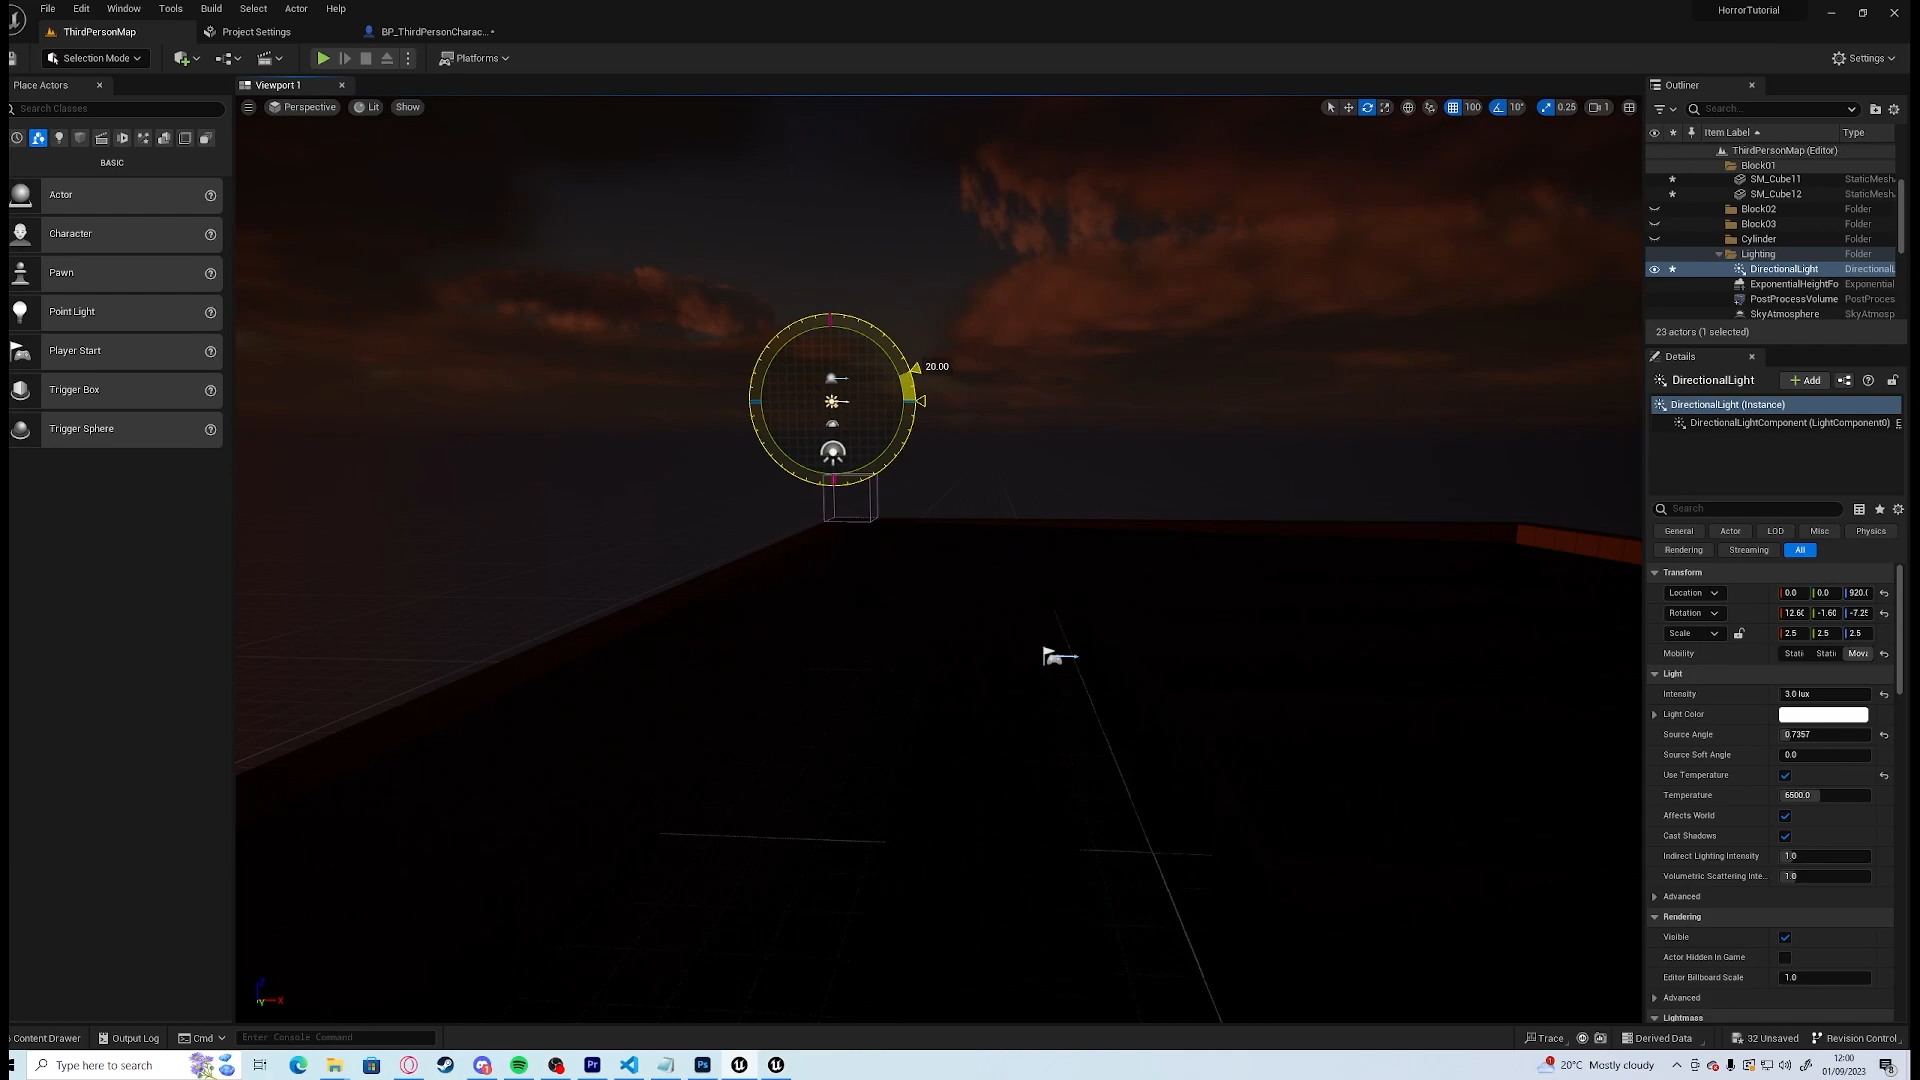 File Edit Window Tools Build Select Actor Help HorrorTutorial
ThirdPersonMap Project Settings BP_ThirdPersonCharac...*
Selection Mode Platforms Settings
Place Actors
Search Classes
BASIC
Actor
Character
Pawn
Point Light
Player Start
Trigger Box
Trigger Sphere
Viewport 1
Perspective Lit Show 100 10° 0.25 1
20.00
Outliner
Search...
Item Label Type
ThirdPersonMap (Editor)
Block01
SM_Cube11 StaticMesh
SM_Cube12 StaticMesh
Block02 Folder
Block03 Folder
Cylinder Folder
Lighting Folder
DirectionalLight DirectionalL
ExponentialHeightFo Exponential
PostProcessVolume PostProces
SkyAtmosphere SkyAtmosp
23 actors (1 selected)
Details
DirectionalLight + Add
DirectionalLight (Instance)
DirectionalLightComponent (LightComponent0) E
Search
General Actor LOD Misc Physics
Rendering Streaming All
Transform
Location 0.0 0.0 920.(
Rotation 12.60 -1.60 -7.25
Scale 2.5 2.5 2.5
Mobility Stati Stati Mova
Light
Intensity 3.0 lux
Light Color
Source Angle 0.7357
Source Soft Angle 0.0
Use Temperature
Temperature 6500.0
Affects World
Cast Shadows
Indirect Lighting Intensity 1.0
Volumetric Scattering Inte... 1.0
Advanced
Rendering
Visible
Actor Hidden In Game
Editor Billboard Scale 1.0
Advanced
Lightmass
Z
Y X
Content Drawer Output Log Cmd Enter Console Command Trace Derived Data 32 Unsaved Revision Control
Type here to search 20°C Mostly cloudy 12:00
01/09/2023